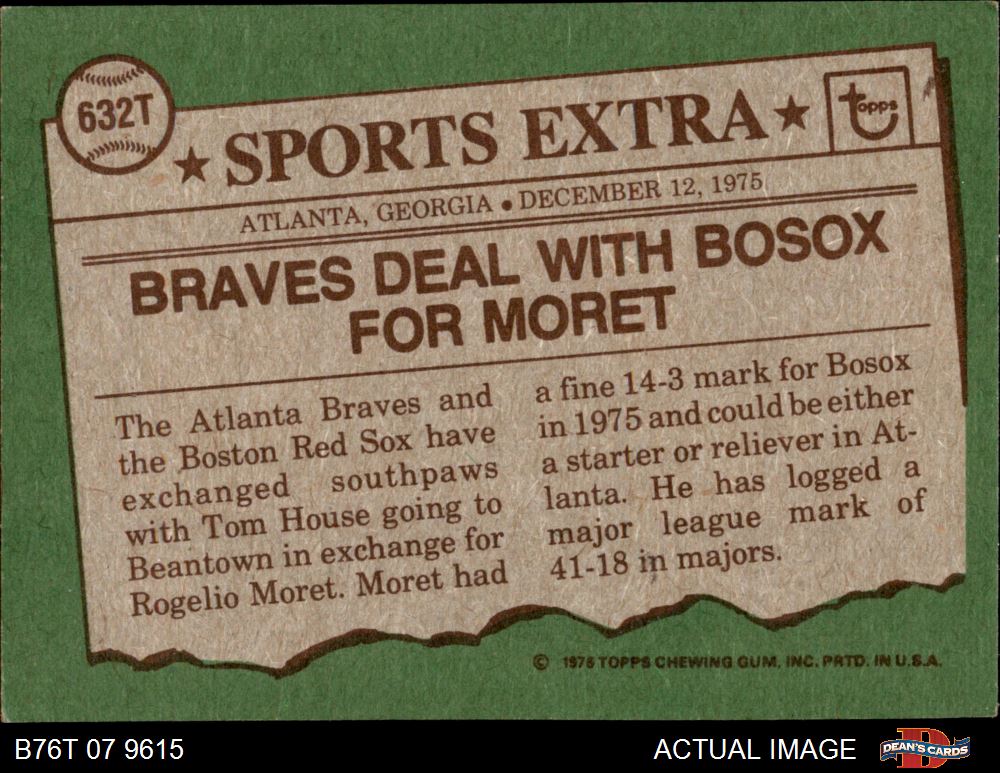 632T
★ SPORTS EXTRA ★
topps
ATLANTA, GEORGIA • DECEMBER 12, 1975
BRAVES DEAL WITH BOSOX
FOR MORET
The Atlanta Braves and
the Boston Red Sox have
exchanged southpaws
with Tom House going to
Beantown in exchange for
Rogelio Moret. Moret had
a fine 14-3 mark for Bosox
in 1975 and could be either
a starter or reliever in At-
lanta. He has logged a
major league mark of
41-18 in majors.
© 1976 TOPPS CHEWING GUM, INC. PRTD. IN U.S.A.
B76T 07 9615
ACTUAL IMAGE
DEAN'S CARDS